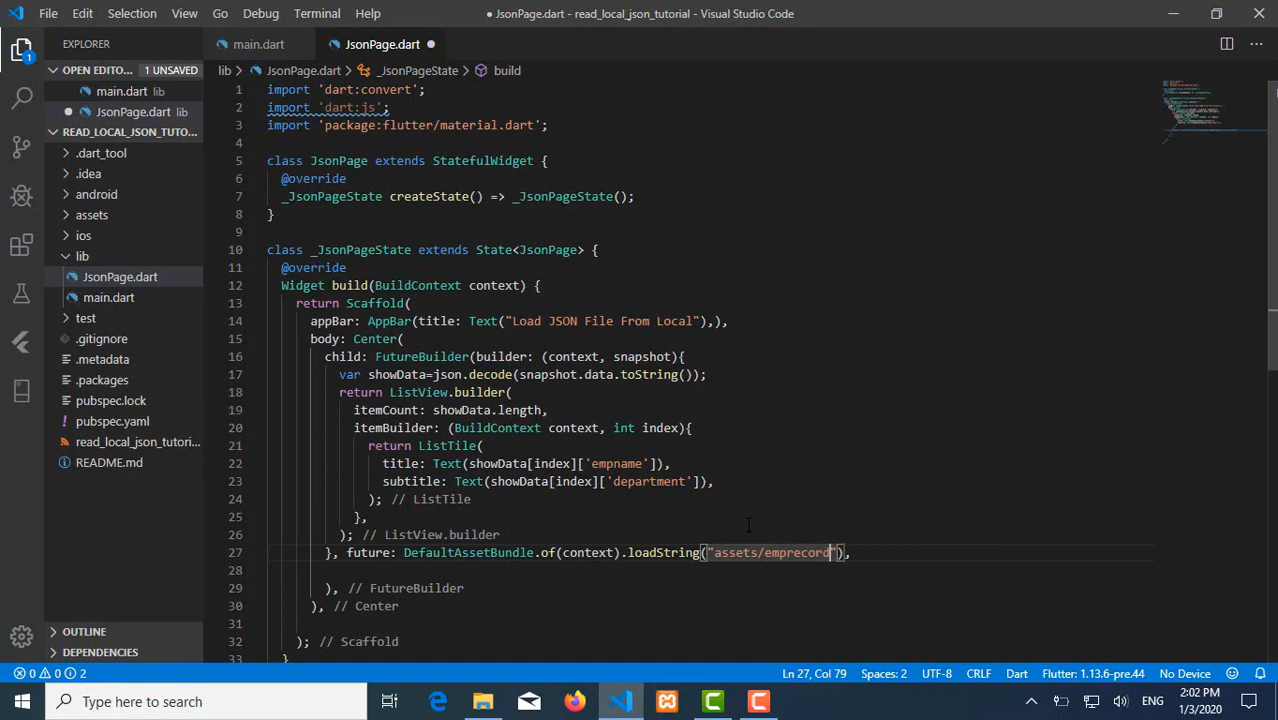 File Edit Selection View Go Debug Terminal Help
● JsonPage.dart - read_local_json_tutorial - Visual Studio Code
EXPLORER
main.dart
JsonPage.dart ●
OPEN EDITO... 1 UNSAVED
lib > JsonPage.dart > _JsonPageState > build
main.dart lib
● JsonPage.dart lib
READ_LOCAL_JSON_TUTO...
.dart_tool
.idea
android
assets
ios
lib
JsonPage.dart
main.dart
test
.gitignore
.metadata
.packages
pubspec.lock
pubspec.yaml
read_local_json_tutori...
README.md
OUTLINE
DEPENDENCIES
1 import 'dart:convert';
2 import 'dart:js';
3 import 'package:flutter/material.dart';
4
5 class JsonPage extends StatefulWidget {
6 @override
7 _JsonPageState createState() => _JsonPageState();
8 }
9
10 class _JsonPageState extends State<JsonPage> {
11 @override
12 Widget build(BuildContext context) {
13 return Scaffold(
14 appBar: AppBar(title: Text("Load JSON File From Local"),),
15 body: Center(
16 child: FutureBuilder(builder: (context, snapshot){
17 var showData=json.decode(snapshot.data.toString());
18 return ListView.builder(
19 itemCount: showData.length,
20 itemBuilder: (BuildContext context, int index){
21 return ListTile(
22 title: Text(showData[index]['empname']),
23 subtitle: Text(showData[index]['department']),
24 ); // ListTile
25 },
26 ); // ListView.builder
27 }, future: DefaultAssetBundle.of(context).loadString("assets/emprecord"),
28
29 ), // FutureBuilder
30 ), // Center
31
32 ); // Scaffold
33 }
0 0 2
Ln 27, Col 79 Spaces: 2 UTF-8 CRLF Dart Flutter: 1.13.6-pre.44 No Device
1
Type here to search
ENG
2:02 PM
1/3/2020